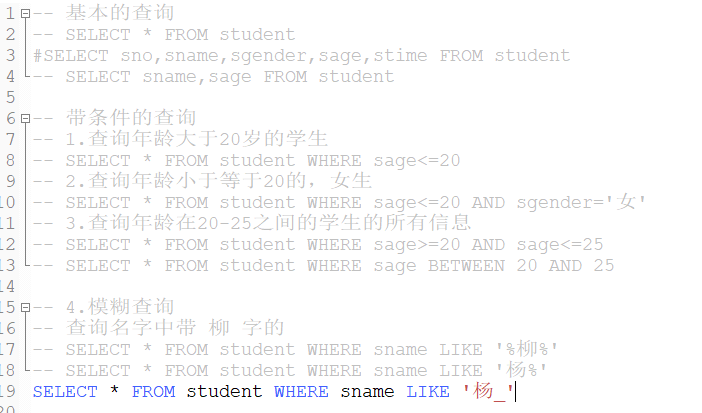 1 -- 基本的查询
2 -- SELECT * FROM student
3 #SELECT sno,sname,sgender,sage,stime FROM student
4 -- SELECT sname,sage FROM student
5
6 -- 带条件的查询
7 -- 1.查询年龄大于20岁的学生
8 -- SELECT * FROM student WHERE sage<=20
9 -- 2.查询年龄小于等于20的，女生
10 -- SELECT * FROM student WHERE sage<=20 AND sgender='女'
11 -- 3.查询年龄在20-25之间的学生的所有信息
12 -- SELECT * FROM student WHERE sage>=20 AND sage<=25
13 -- SELECT * FROM student WHERE sage BETWEEN 20 AND 25
14
15 -- 4.模糊查询
16 -- 查询名字中带 柳 字的
17 -- SELECT * FROM student WHERE sname LIKE '%柳%'
18 -- SELECT * FROM student WHERE sname LIKE '杨%'
19 SELECT * FROM student WHERE sname LIKE '杨_'